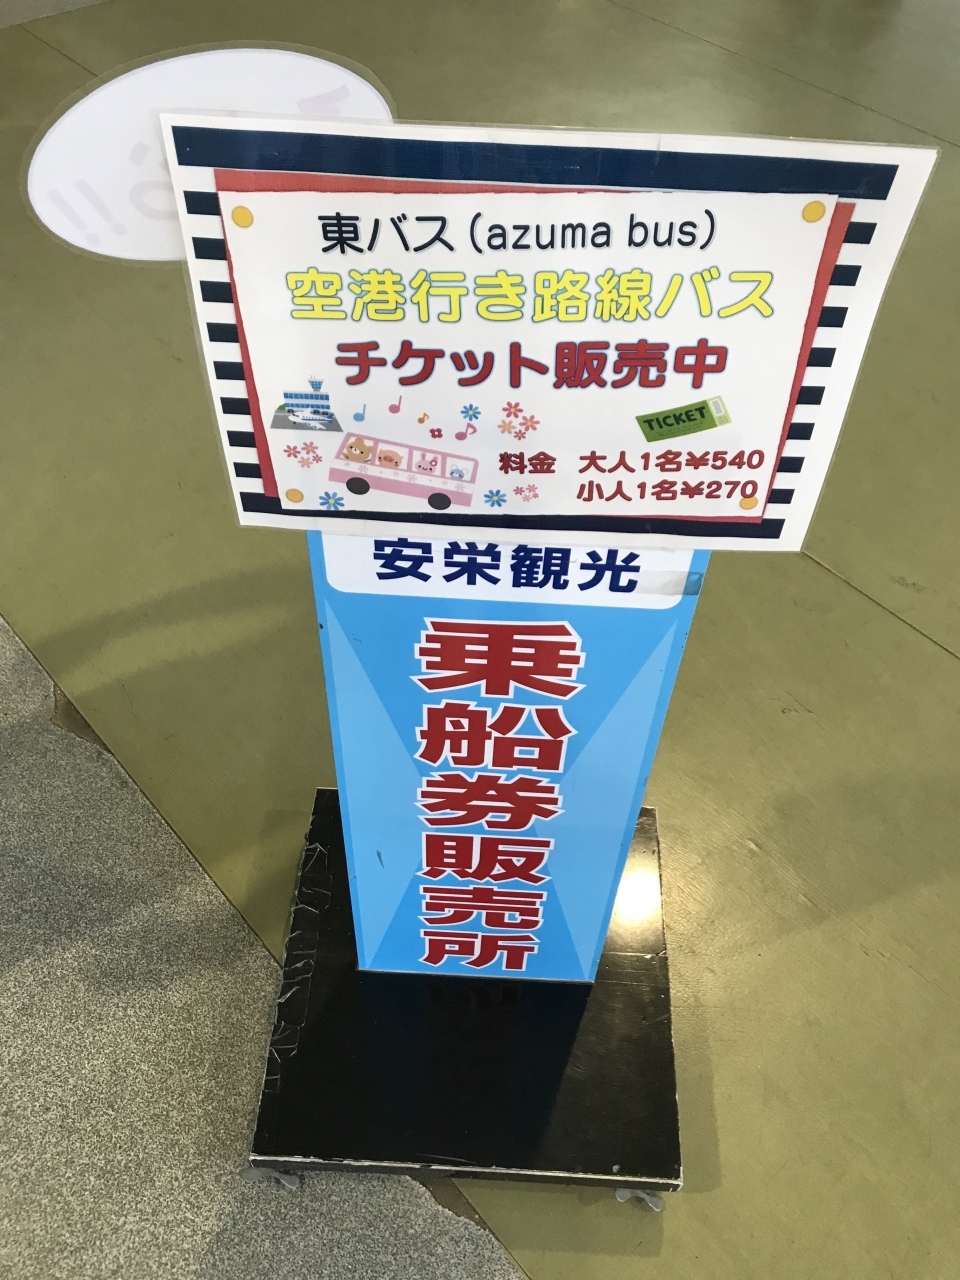 東バス(azuma bus)
空港行き路線バス
チケット販売中
TICKET
料金 大人1名¥540
小人1名¥270
安栄観光
乗船券販売所